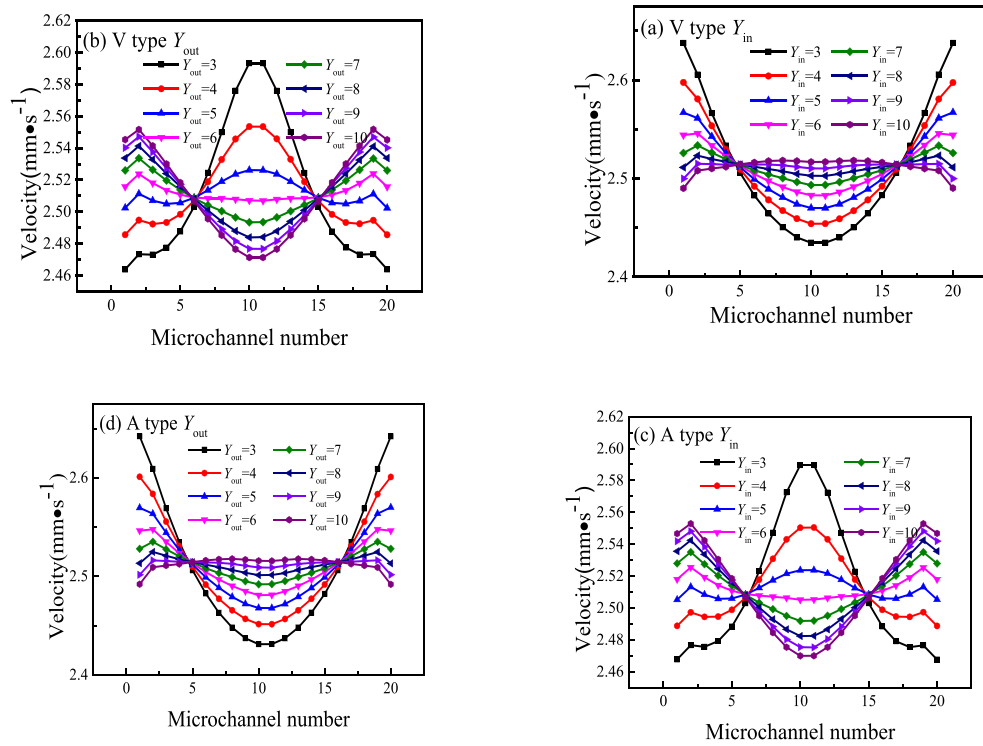 (b) V type Yout
Yout=3 Yout=7
Yout=4 Yout=8
Yout=5 Yout=9
Yout=6 Yout=10
2.62
2.60
2.58
2.56
2.54
2.52
2.50
2.48
2.46
Velocity(mm•s-1)
0 5 10 15 20
Microchannel number
(a) V type Yin
Yin=3 Yin=7
Yin=4 Yin=8
Yin=5 Yin=9
Yin=6 Yin=10
2.6
2.5
2.4
Velocity(mm•s-1)
0 5 10 15 20
Microchannel number
(d) A type Yout
Yout=3 Yout=7
Yout=4 Yout=8
Yout=5 Yout=9
Yout=6 Yout=10
2.6
2.5
2.4
Velocity(mm•s-1)
0 5 10 15 20
Microchannel number
(c) A type Yin
Yin=3 Yin=7
Yin=4 Yin=8
Yin=5 Yin=9
Yin=6 Yin=10
2.62
2.60
2.58
2.56
2.54
2.52
2.50
2.48
2.46
Velocity(mm•s-1)
0 5 10 15 20
Microchannel number